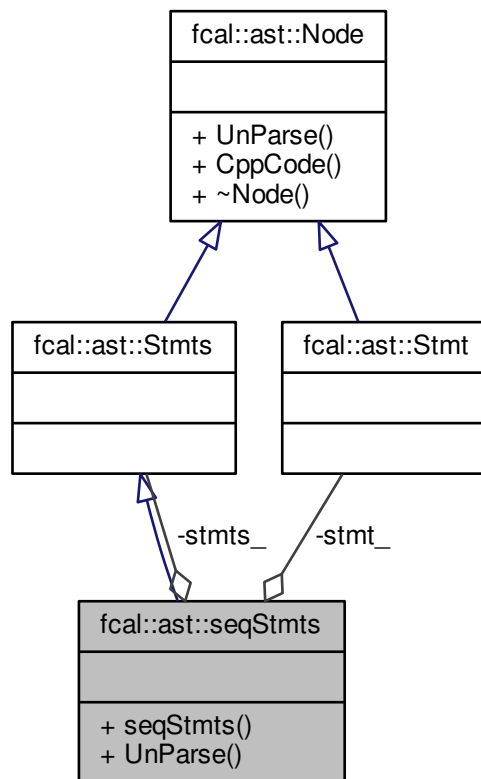 fcal::ast::Node
+ UnParse()
+ CppCode()
+ ~Node()
fcal::ast::Stmts
fcal::ast::Stmt
-stmts_
-stmt_
fcal::ast::seqStmts
+ seqStmts()
+ UnParse()